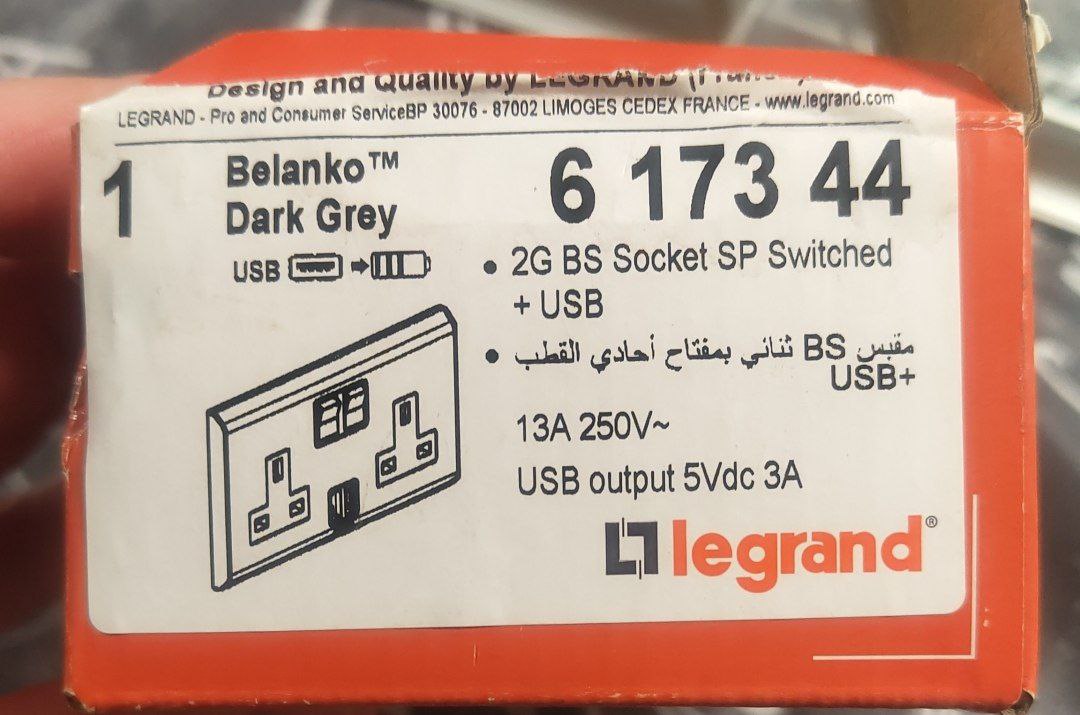 Design and Quality by LEGRAND
LEGRAND - Pro and Consumer ServiceBP 30076 - 87002 LIMOGES CEDEX FRANCE - www.legrand.com
1
Belanko™
Dark Grey
USB
6 173 44
• 2G BS Socket SP Switched
+ USB
• مقبس BS ثنائي بمفتاح أحادي القطب
USB+
13A 250V~
USB output 5Vdc 3A
legrand®